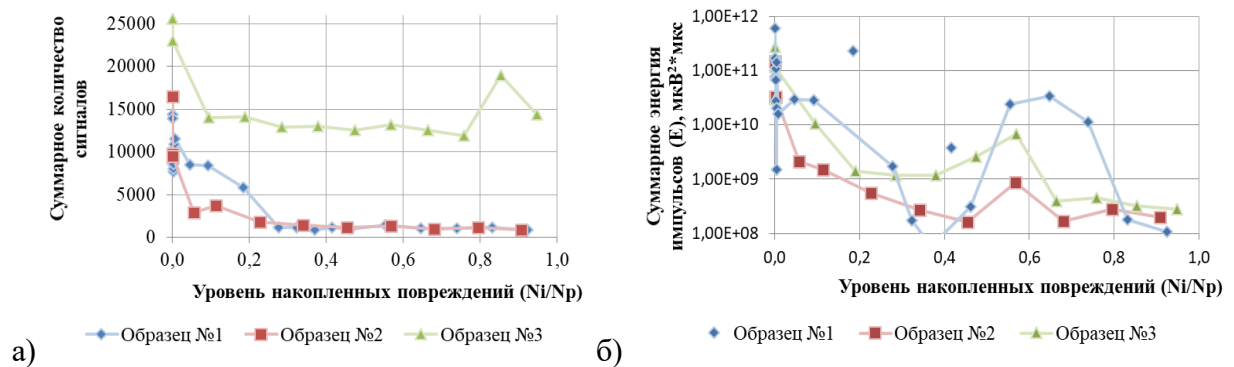 Суммарное количество
сигналов
25000
20000
15000
10000
5000
0
0,0 0,2 0,4 0,6 0,8 1,0
Уровень накопленных повреждений (Ni/Np)
Образец №1 Образец №2 Образец №3
а)
Суммарное энергия
импульсов (E), мкВ²*мкс
1,00E+12
1,00E+11
1,00E+10
1,00E+09
1,00E+08
0,0 0,2 0,4 0,6 0,8 1,0
Уровень накопленных повреждений (Ni/Np)
Образец №1 Образец №2 Образец №3
б)